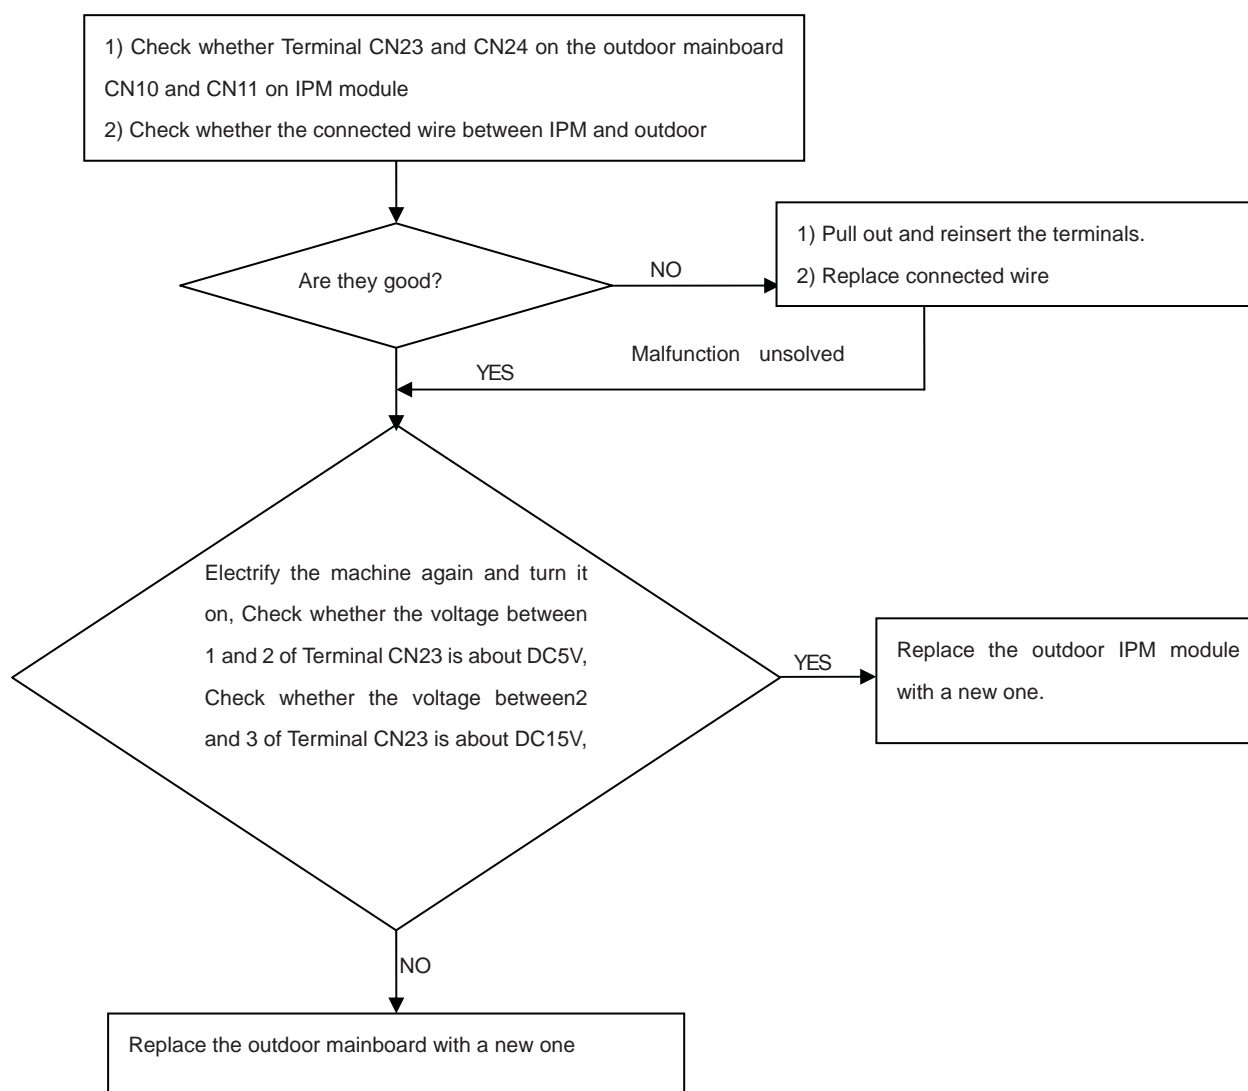 1) Check whether Terminal CN23 and CN24 on the outdoor mainboard
CN10 and CN11 on IPM module
2) Check whether the connected wire between IPM and outdoor
Are they good?
NO
1) Pull out and reinsert the terminals.
2) Replace connected wire
Malfunction unsolved
YES
Electrify the machine again and turn it
on, Check whether the voltage between
1 and 2 of Terminal CN23 is about DC5V,
Check whether the voltage between2
and 3 of Terminal CN23 is about DC15V,
YES
Replace the outdoor IPM module
with a new one.
NO
Replace the outdoor mainboard with a new one